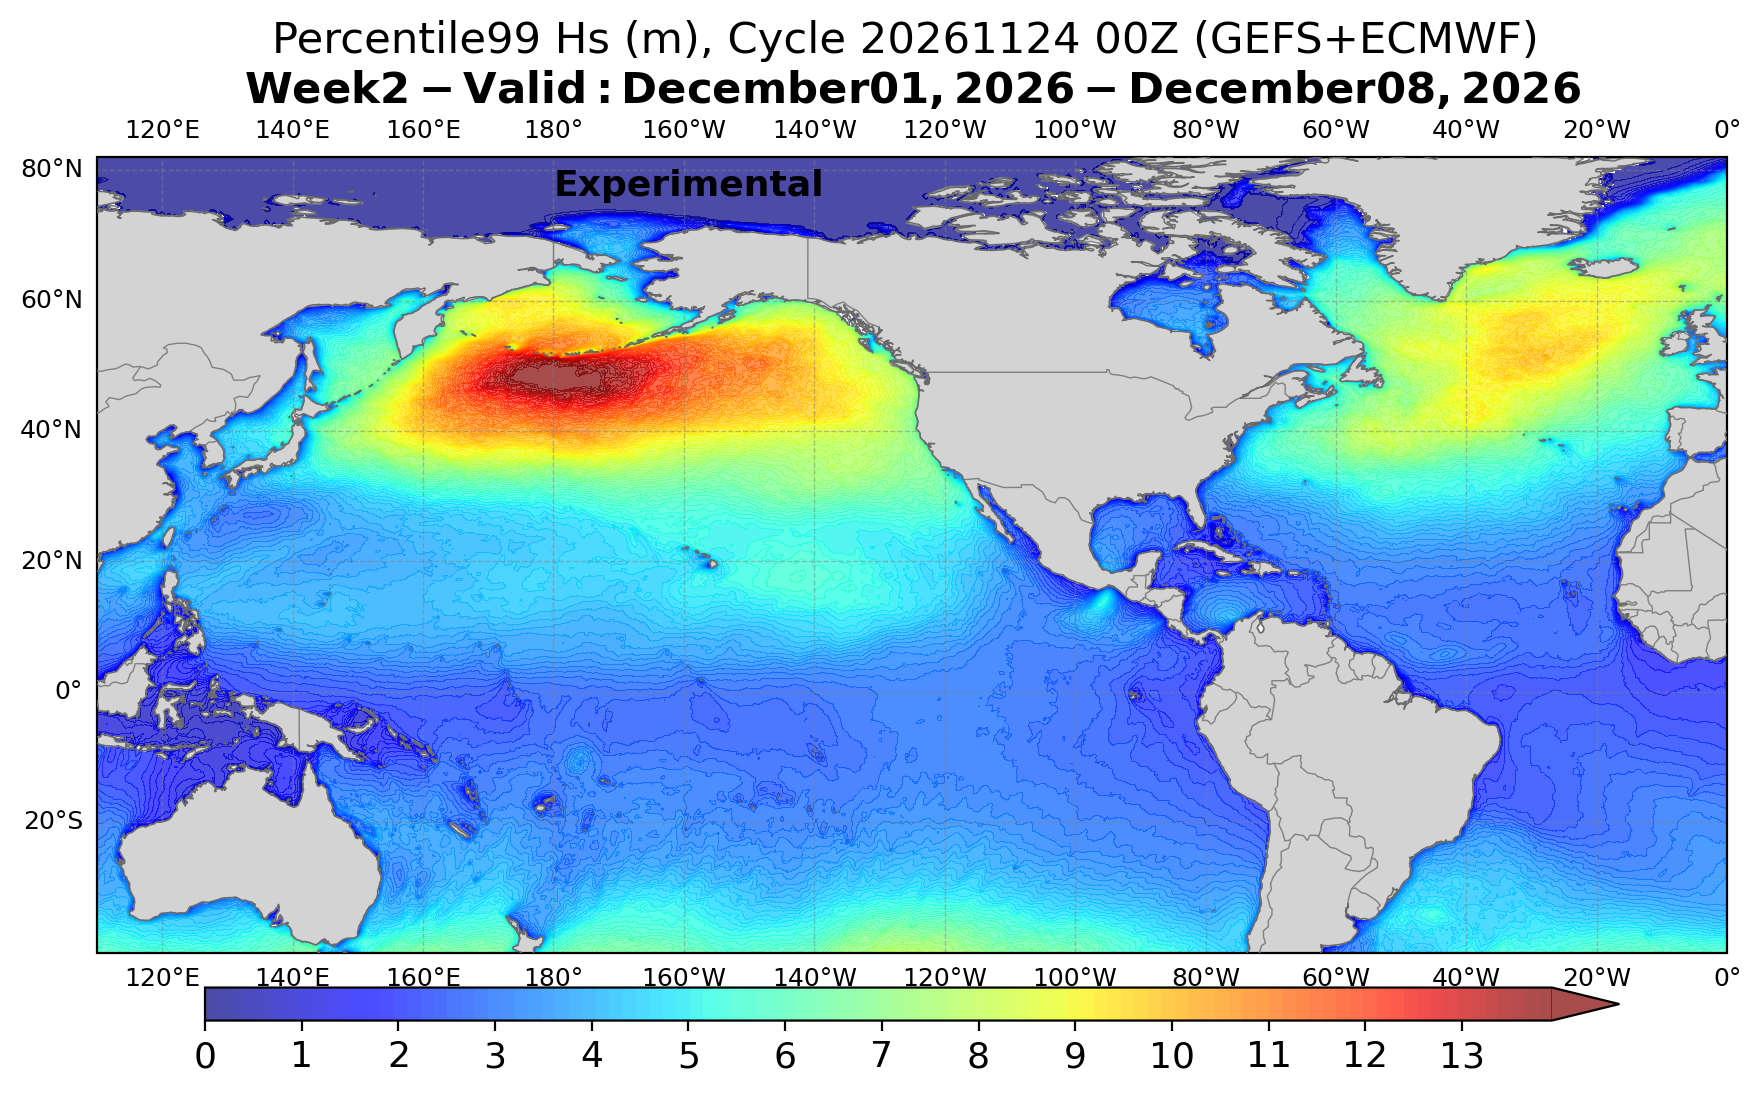 Percentile99 Hs (m), Cycle 20261124 00Z (GEFS+ECMWF)
Week2 − Valid : December01, 2026 − December08, 2026
120°E 140°E 160°E 180° 160°W 140°W 120°W 100°W 80°W 60°W 40°W 20°W 0°
80°N
Experimental
60°N
40°N
20°N
0°
20°S
120°E 140°E 160°E 180° 160°W 140°W 120°W 100°W 80°W 60°W 40°W 20°W 0°
0 1 2 3 4 5 6 7 8 9 10 11 12 13